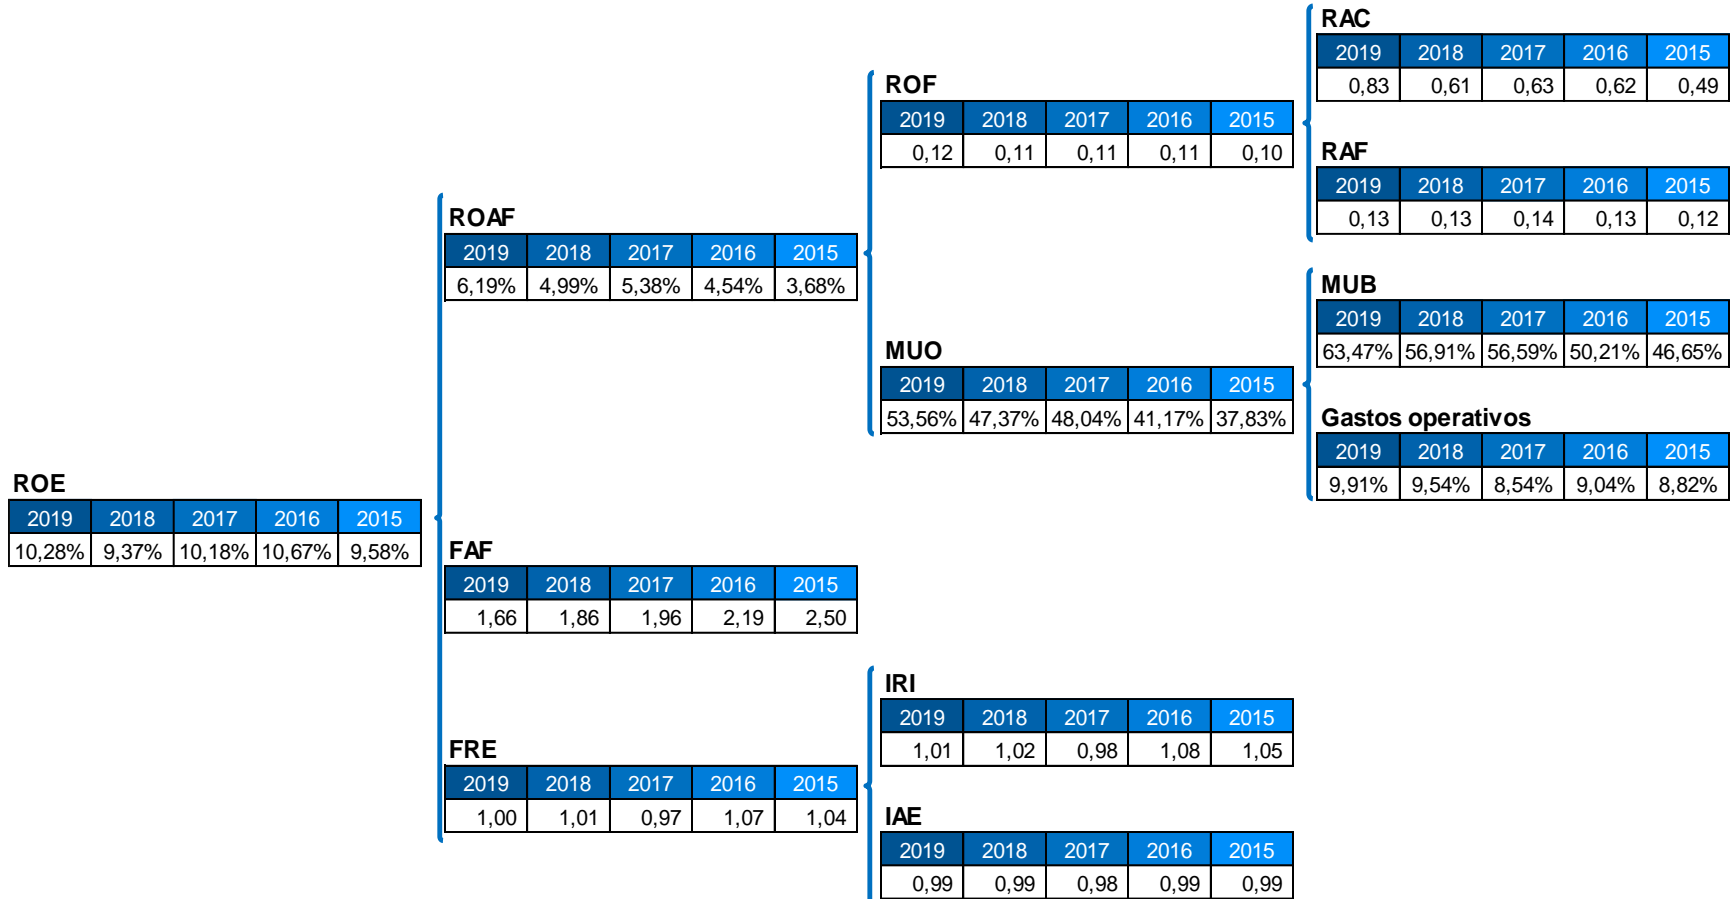 ROE
2019 2018 2017 2016 2015
10,28% 9,37% 10,18% 10,67% 9,58%
ROAF
2019 2018 2017 2016 2015
6,19% 4,99% 5,38% 4,54% 3,68%
FAF
2019 2018 2017 2016 2015
1,66 1,86 1,96 2,19 2,50
FRE
2019 2018 2017 2016 2015
1,00 1,01 0,97 1,07 1,04
ROF
2019 2018 2017 2016 2015
0,12 0,11 0,11 0,11 0,10
MUO
2019 2018 2017 2016 2015
53,56% 47,37% 48,04% 41,17% 37,83%
IRI
2019 2018 2017 2016 2015
1,01 1,02 0,98 1,08 1,05
IAE
2019 2018 2017 2016 2015
0,99 0,99 0,98 0,99 0,99
RAC
2019 2018 2017 2016 2015
0,83 0,61 0,63 0,62 0,49
RAF
2019 2018 2017 2016 2015
0,13 0,13 0,14 0,13 0,12
MUB
2019 2018 2017 2016 2015
63,47% 56,91% 56,59% 50,21% 46,65%
Gastos operativos
2019 2018 2017 2016 2015
9,91% 9,54% 8,54% 9,04% 8,82%